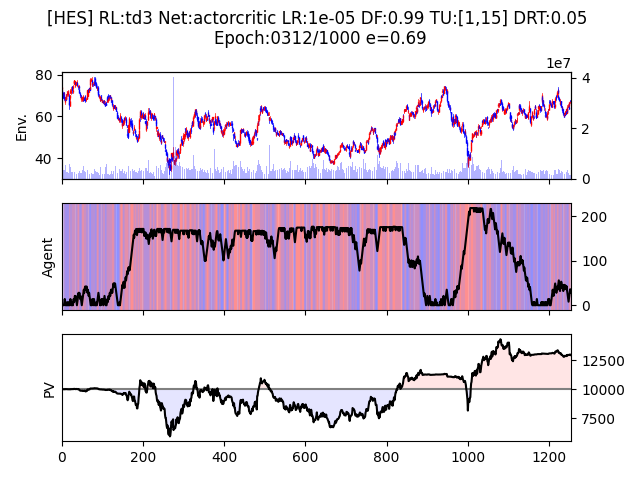 [HES] RL:td3 Net:actorcritic LR:1e-05 DF:0.99 TU:[1,15] DRT:0.05
Epoch:0312/1000 e=0.69
1e7
80
60
40
Env.
4
2
0
Agent
200
100
0
PV
12500
10000
7500
0 200 400 600 800 1000 1200